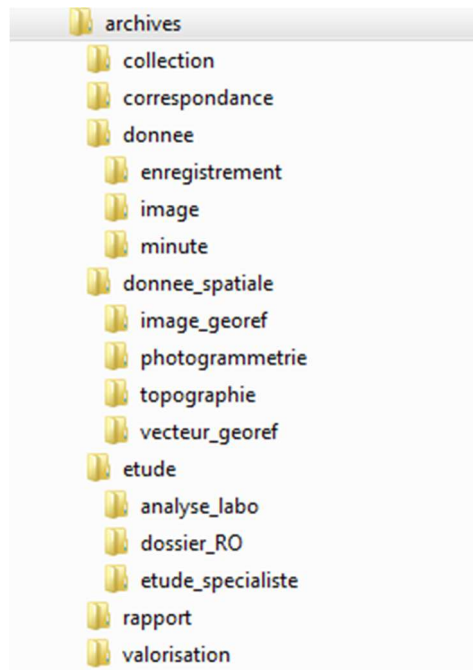 archives
collection
correspondance
donnee
enregistrement
image
minute
donnee_spatiale
image_georef
photogrammetrie
topographie
vecteur_georef
etude
analyse_labo
dossier_RO
etude_specialiste
rapport
valorisation